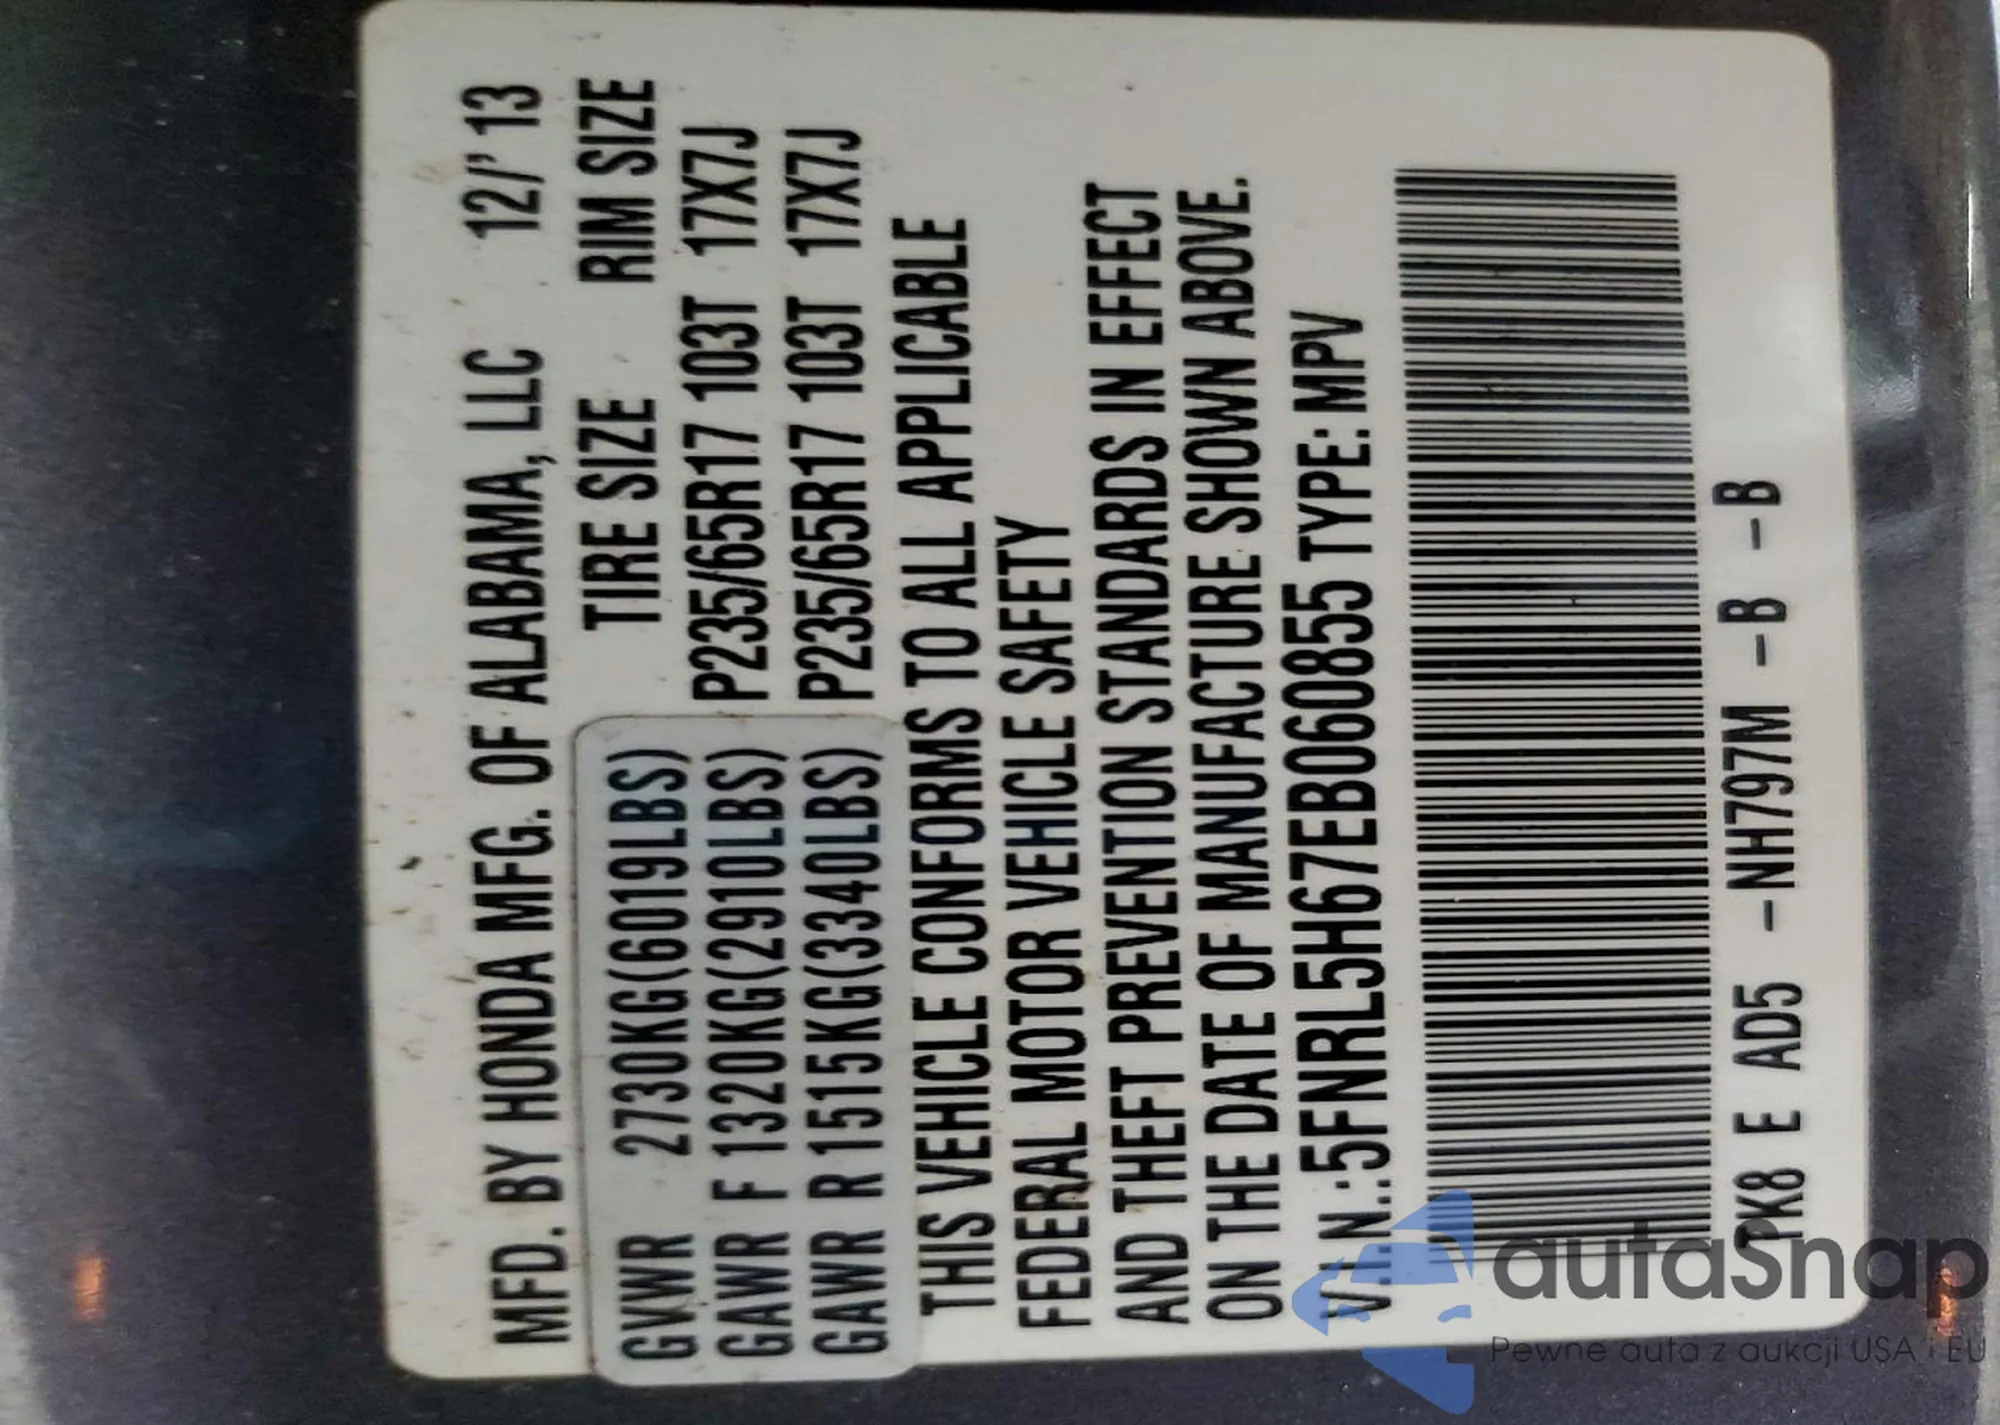 MFD. BY HONDA MFG. OF ALABAMA, LLC 12/'13
TIRE SIZE RIM SIZE
GVWR 2730KG(6019LBS)
GAWR F 1320KG(2910LBS) P235/65R17 103T 17X7J
GAWR R 1515KG(3340LBS) P235/65R17 103T 17X7J
THIS VEHICLE CONFORMS TO ALL APPLICABLE
FEDERAL MOTOR VEHICLE SAFETY
AND THEFT PREVENTION STANDARDS IN EFFECT
ON THE DATE OF MANUFACTURE SHOWN ABOVE.
V.I.N.:5FNRL5H67EB060855 TYPE: MPV
TK8 E AD5 -NH797M -B -B
autaSnap
Pewne auta z aukcji USA i EU